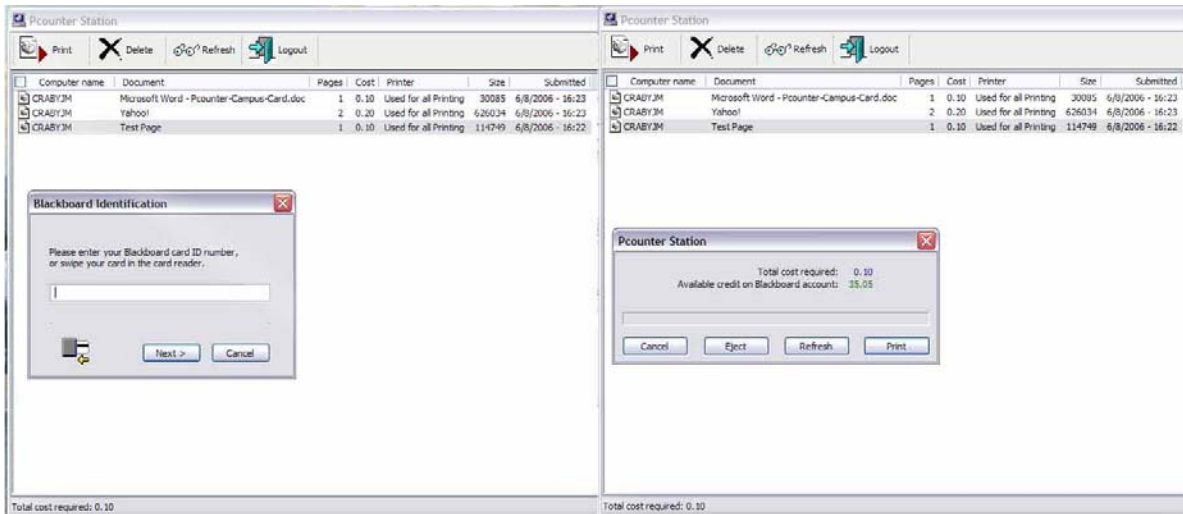 Pcounter Station
Print Delete Refresh Logout
Computer name Document Pages Cost Printer Size Submitted
CRABYJM Microsoft Word - Pcounter-Campus-Card.doc 1 0.10 Used for all Printing 30085 6/8/2006 - 16:23
CRABYJM Yahoo! 2 0.20 Used for all Printing 626034 6/8/2006 - 16:23
CRABYJM Test Page 1 0.10 Used for all Printing 114749 6/8/2006 - 16:22
Blackboard Identification
Please enter your Blackboard card ID number,
or swipe your card in the card reader.
Next > Cancel
Total cost required: 0.10
Pcounter Station
Print Delete Refresh Logout
Computer name Document Pages Cost Printer Size Submitted
CRABYJM Microsoft Word - Pcounter-Campus-Card.doc 1 0.10 Used for all Printing 30085 6/8/2006 - 16:23
CRABYJM Yahoo! 2 0.20 Used for all Printing 626034 6/8/2006 - 16:23
CRABYJM Test Page 1 0.10 Used for all Printing 114749 6/8/2006 - 16:22
Pcounter Station
Total cost required: 0.10
Available credit on Blackboard account: 35.05
Cancel Eject Refresh Print
Total cost required: 0.10